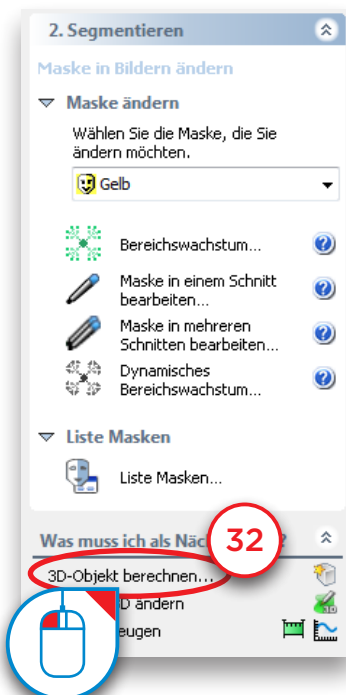 2. Segmentieren
Maske in Bildern ändern
Maske ändern
Wählen Sie die Maske, die Sie
ändern möchten.
Gelb
Bereichswachstum...
Maske in einem Schnitt
bearbeiten...
Maske in mehreren
Schnitten bearbeiten...
Dynamisches
Bereichswachstum...
Liste Masken
Liste Masken...
Was muss ich als ?
32
3D-Objekt berechnen...
ändern